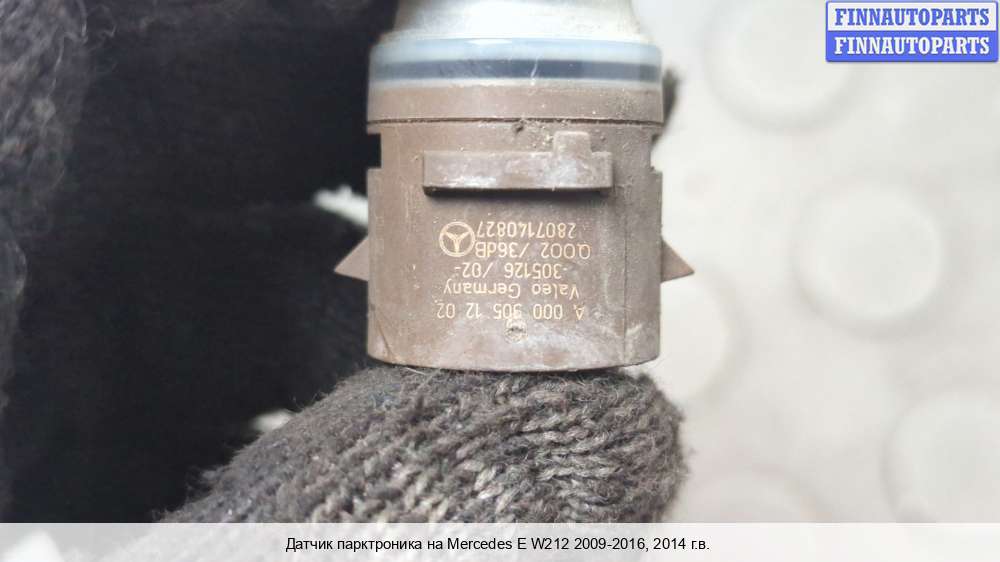 FINNAUTOPARTS
FINNAUTOPARTS
A 000 905 12 02
Valeo Germany
-305126 /02-
Q002 /36dB
2807140827
Датчик парктроника на Mercedes E W212 2009-2016, 2014 г.в.